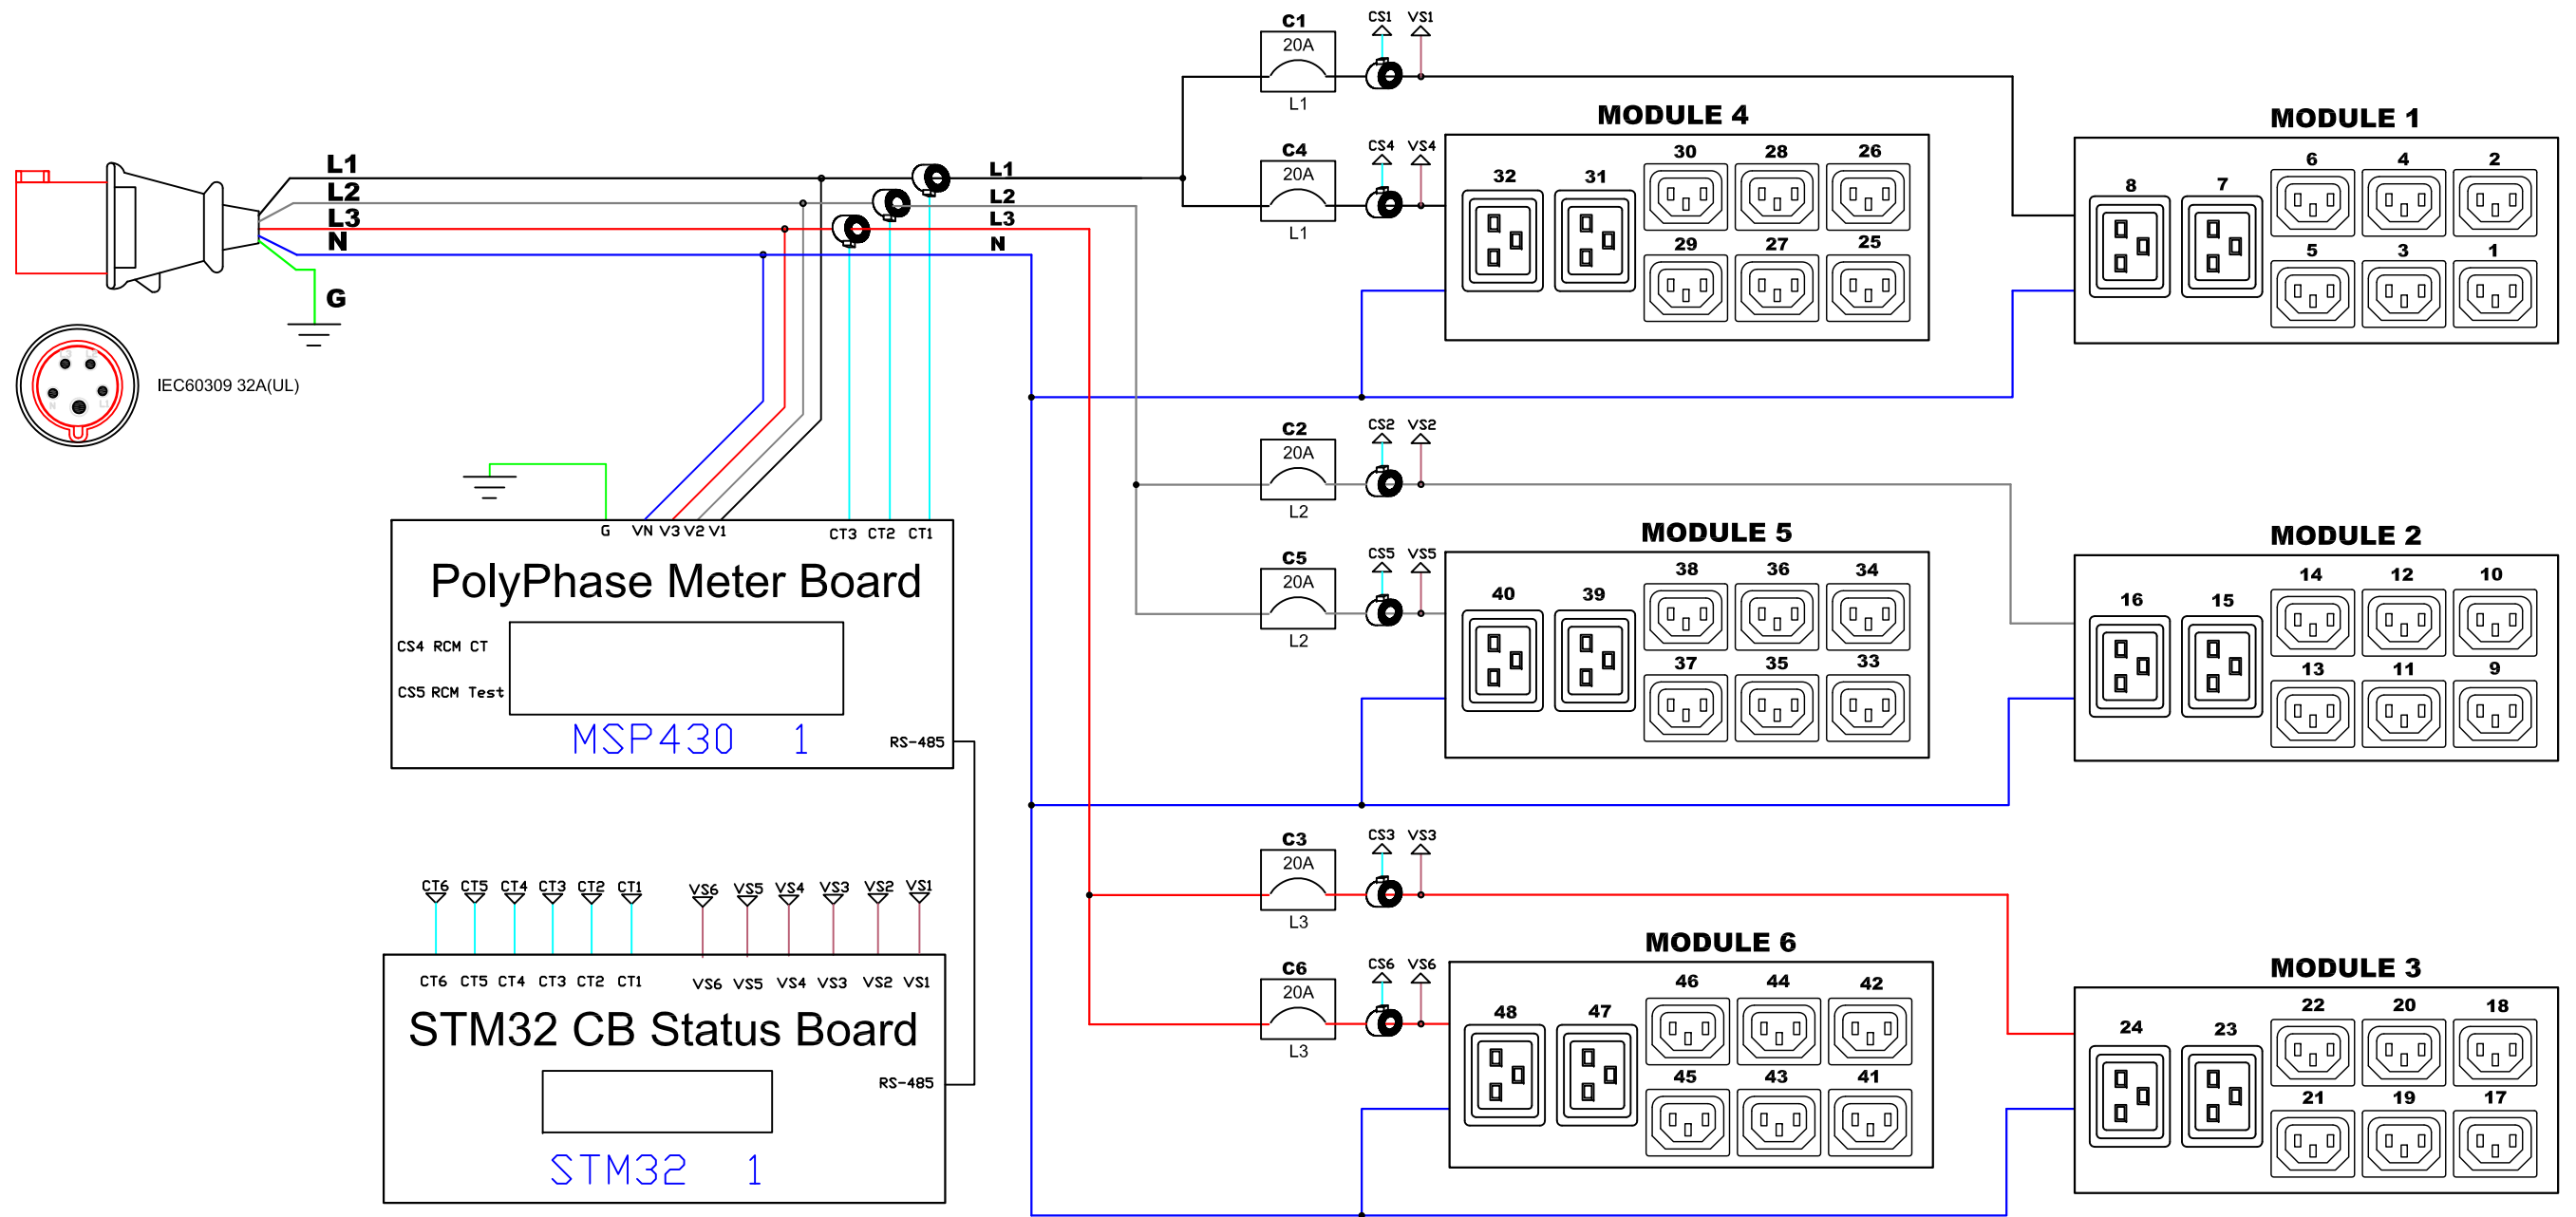 L1
L2
L3
N
G
IEC60309 32A(UL)
L3 L2
N L1
L1
L2
L3
N
C1
20A
L1
CS1 VS1
C4
20A
L1
CS4 VS4
MODULE 4
32 31 30 28 26
29 27 25
MODULE 1
8 7 6 4 2
5 3 1
G VN V3 V2 V1 CT3 CT2 CT1
PolyPhase Meter Board
CS4 RCM CT
CS5 RCM Test
MSP430 1
RS-485
C2
20A
L2
CS2 VS2
C5
20A
L2
CS5 VS5
MODULE 5
40 39 38 36 34
37 35 33
MODULE 2
16 15 14 12 10
13 11 9
CT6 CT5 CT4 CT3 CT2 CT1 VS6 VS5 VS4 VS3 VS2 VS1
CT6 CT5 CT4 CT3 CT2 CT1 VS6 VS5 VS4 VS3 VS2 VS1
STM32 CB Status Board
RS-485
STM32 1
C3
20A
L3
CS3 VS3
C6
20A
L3
CS6 VS6
MODULE 6
48 47 46 44 42
45 43 41
MODULE 3
24 23 22 20 18
21 19 17